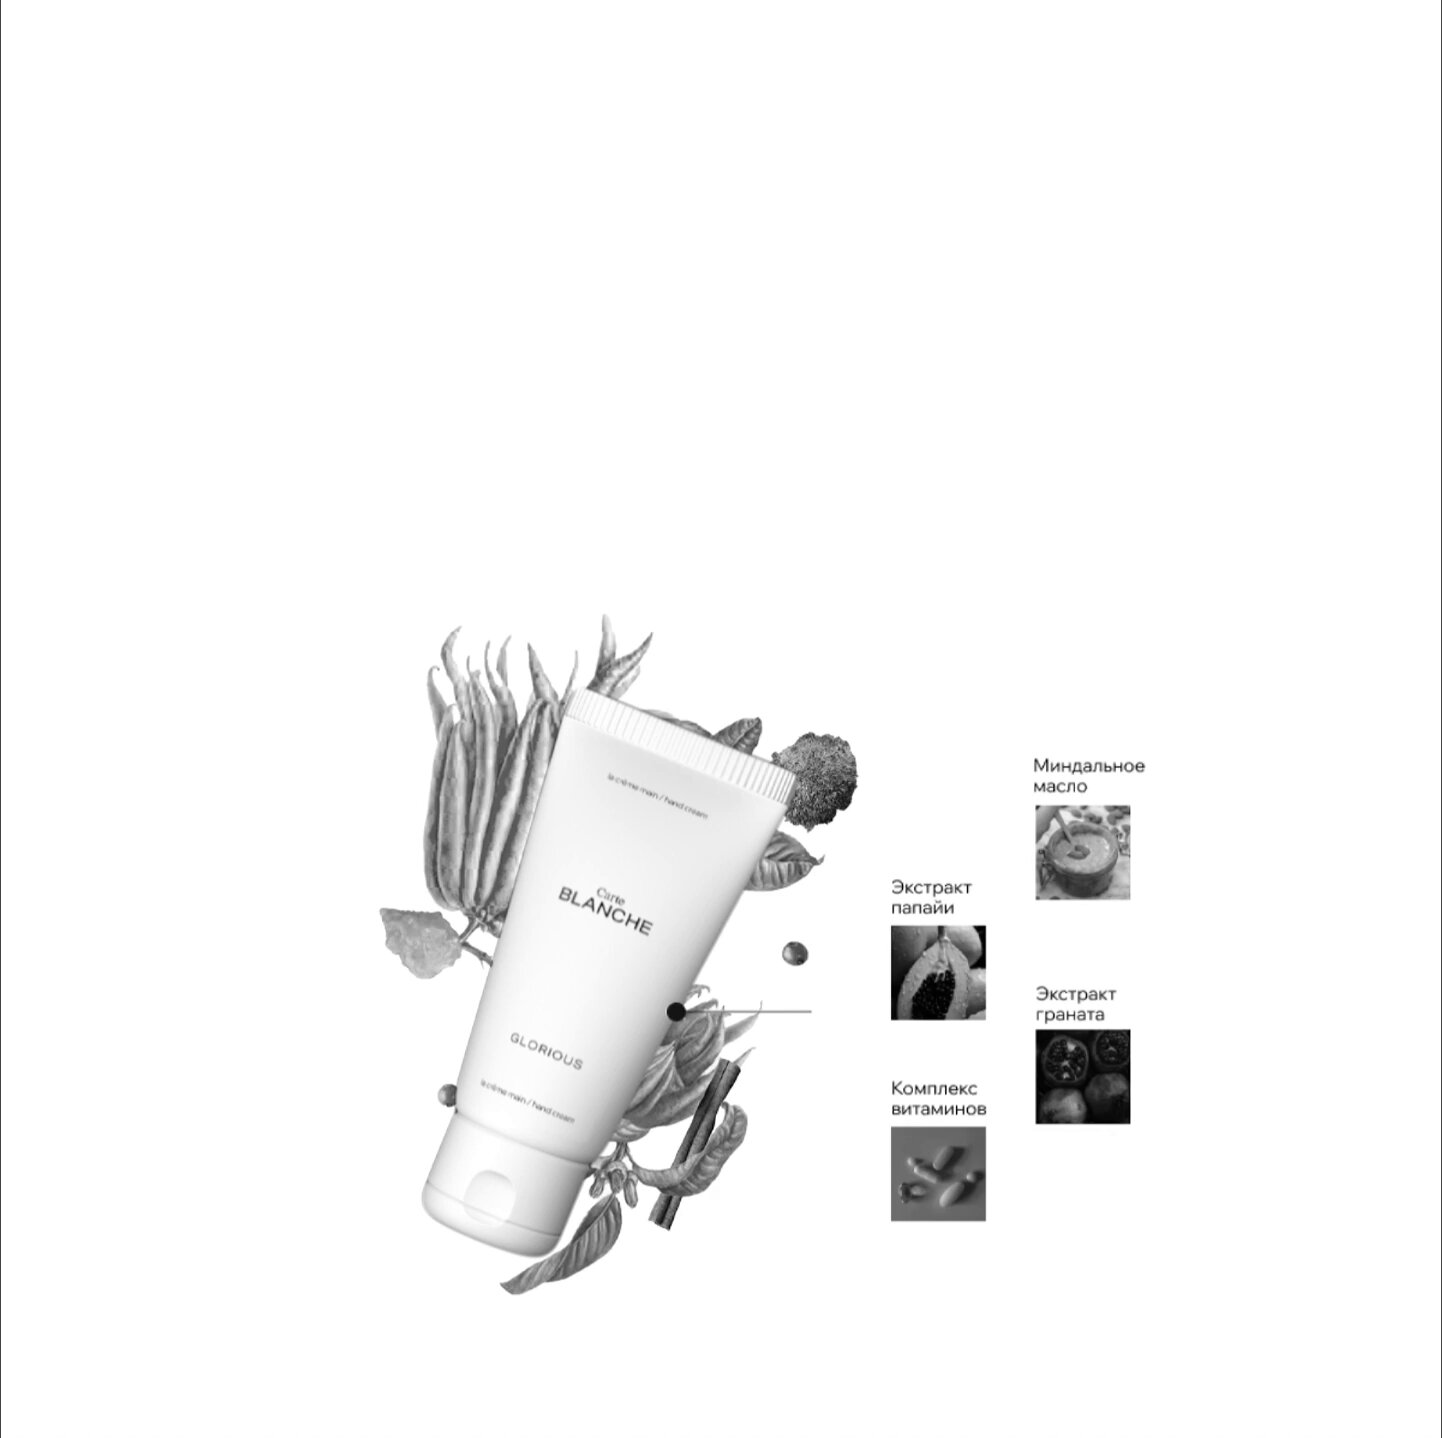 la crème main / hand cream
Carte
BLANCHE
GLORIOUS
la crème main / hand cream
Миндальное
масло
Экстракт
папайи
Экстракт
граната
Комплекс
витаминов